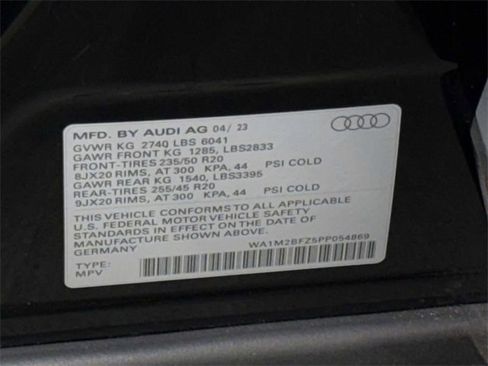 MFD. BY AUDI AG 04/ 23
GVWR KG 2740 LBS 6041
GAWR FRONT KG 1285, LBS2833
FRONT-TIRES 235/50 R20
8JX20 RIMS, AT 300 KPA, 44 PSI COLD
GAWR REAR KG 1540, LBS3395
REAR-TIRES 255/45 R20
9JX20 RIMS, AT 300 KPA, 44 PSI COLD
THIS VEHICLE CONFORMS TO ALL APPLICABLE
U.S. FEDERAL MOTOR VEHICLE SAFETY
STANDARDS IN EFFECT ON THE DATE OF
MANUFACTURE SHOWN ABOVE.
GERMANY
WA1M2BFZ5PP054869
TYPE:
MPV